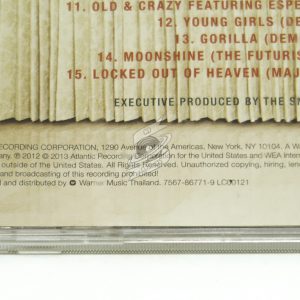 11. OLD & CRAZY FEATURING ESPE
12. YOUNG GIRLS (DE
13. GORILLA (DEM
14. MOONSHINE (THE FUTURIS
15. LOCKED OUT OF HEAVEN (MAJ
EXECUTIVE PRODUCED BY THE SM
RECORDING CORPORATION, 1290 Avenue of the Americas, New York, NY 10104. A Wa
any. ℗ 2012 © 2013 Atlantic Recording Corporation for the United States and WEA Intern
outside of the United States. All Rights Reserved. Unauthorized copying, hiring, len
and broadcasting of this recording prohibited!
d and distributed by Warner Music Thailand. 7567-86771-9 LC00121